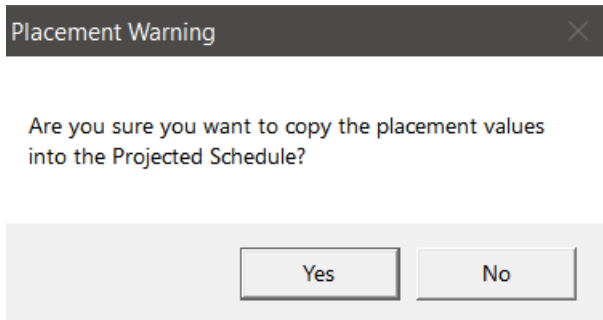 Placement Warning
Are you sure you want to copy the placement values
into the Projected Schedule?
Yes
No